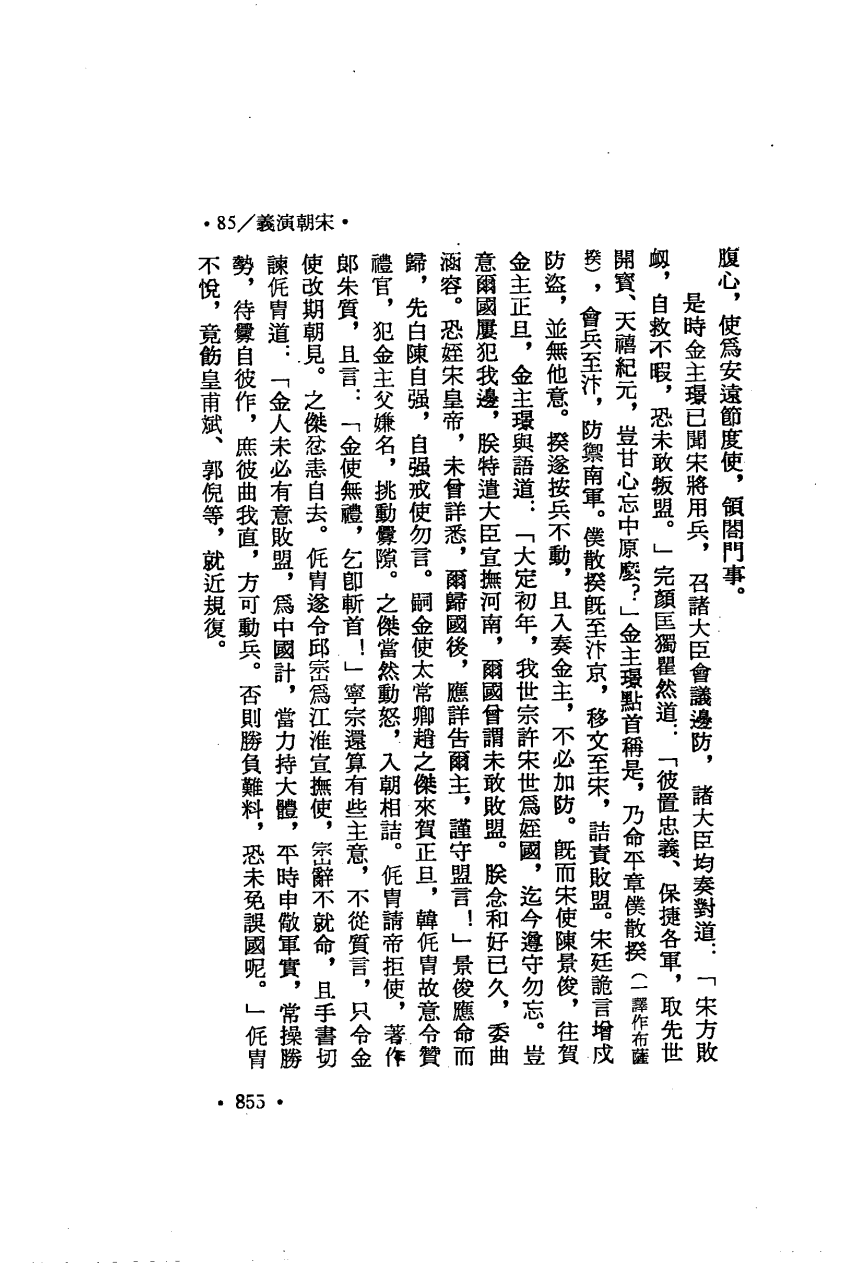 ·85╱義演朝宋·
腹心，使爲安遠節度使，領閤門事。
是時金主璟已聞宋將用兵，召諸大臣會議邊防，諸大臣均奏對道：「宋方敗
衂，自救不暇，恐未敢叛盟。」完顏匡獨瞿然道：「彼置忠義、保捷各軍，取先世
開寶、天禧紀元，豈甘心忘中原麽？」金主璟點首稱是，乃命平章僕散揆（一譯作布薩
揆），會兵至汴，防禦南軍。僕散揆既至汴京，移文至宋，詰責敗盟。宋廷詭言增戍
防盜，並無他意。揆遂按兵不動，且入奏金主，不必加防。既而宋使陳景俊，往賀
金主正旦，金主璟與語道：「大定初年，我世宗許宋世爲姪國，迄今遵守勿忘。豈
意爾國屢犯我邊，朕特遣大臣宣撫河南，爾國曾謂未敢敗盟。朕念和好已久，委曲
涵容。恐姪宋皇帝，未曾詳悉，爾歸國後，應詳告爾主，謹守盟言！」景俊應命而
歸，先白陳自强，自强戒使勿言。嗣金使太常卿趙之傑來賀正旦，韓侂胄故意令贊
禮官，犯金主父嫌名，挑動釁隙。之傑當然動怒，入朝相詰。侂胄請帝拒使，著作
郎朱質，且言：「金使無禮，乞卽斬首！」寧宗還算有些主意，不從質言，只令金
使改期朝見。之傑忿恚自去。侂胄遂令邱崈爲江淮宣撫使，崈辭不就命，且手書切
諫侂胄道：「金人未必有意敗盟，爲中國計，當力持大體，平時申儆軍實，常操勝
勢，待釁自彼作，庶彼曲我直，方可動兵。否則勝負難料，恐未免誤國呢。」侂胄
不悅，竟飭皇甫斌、郭倪等，就近規復。
·855·